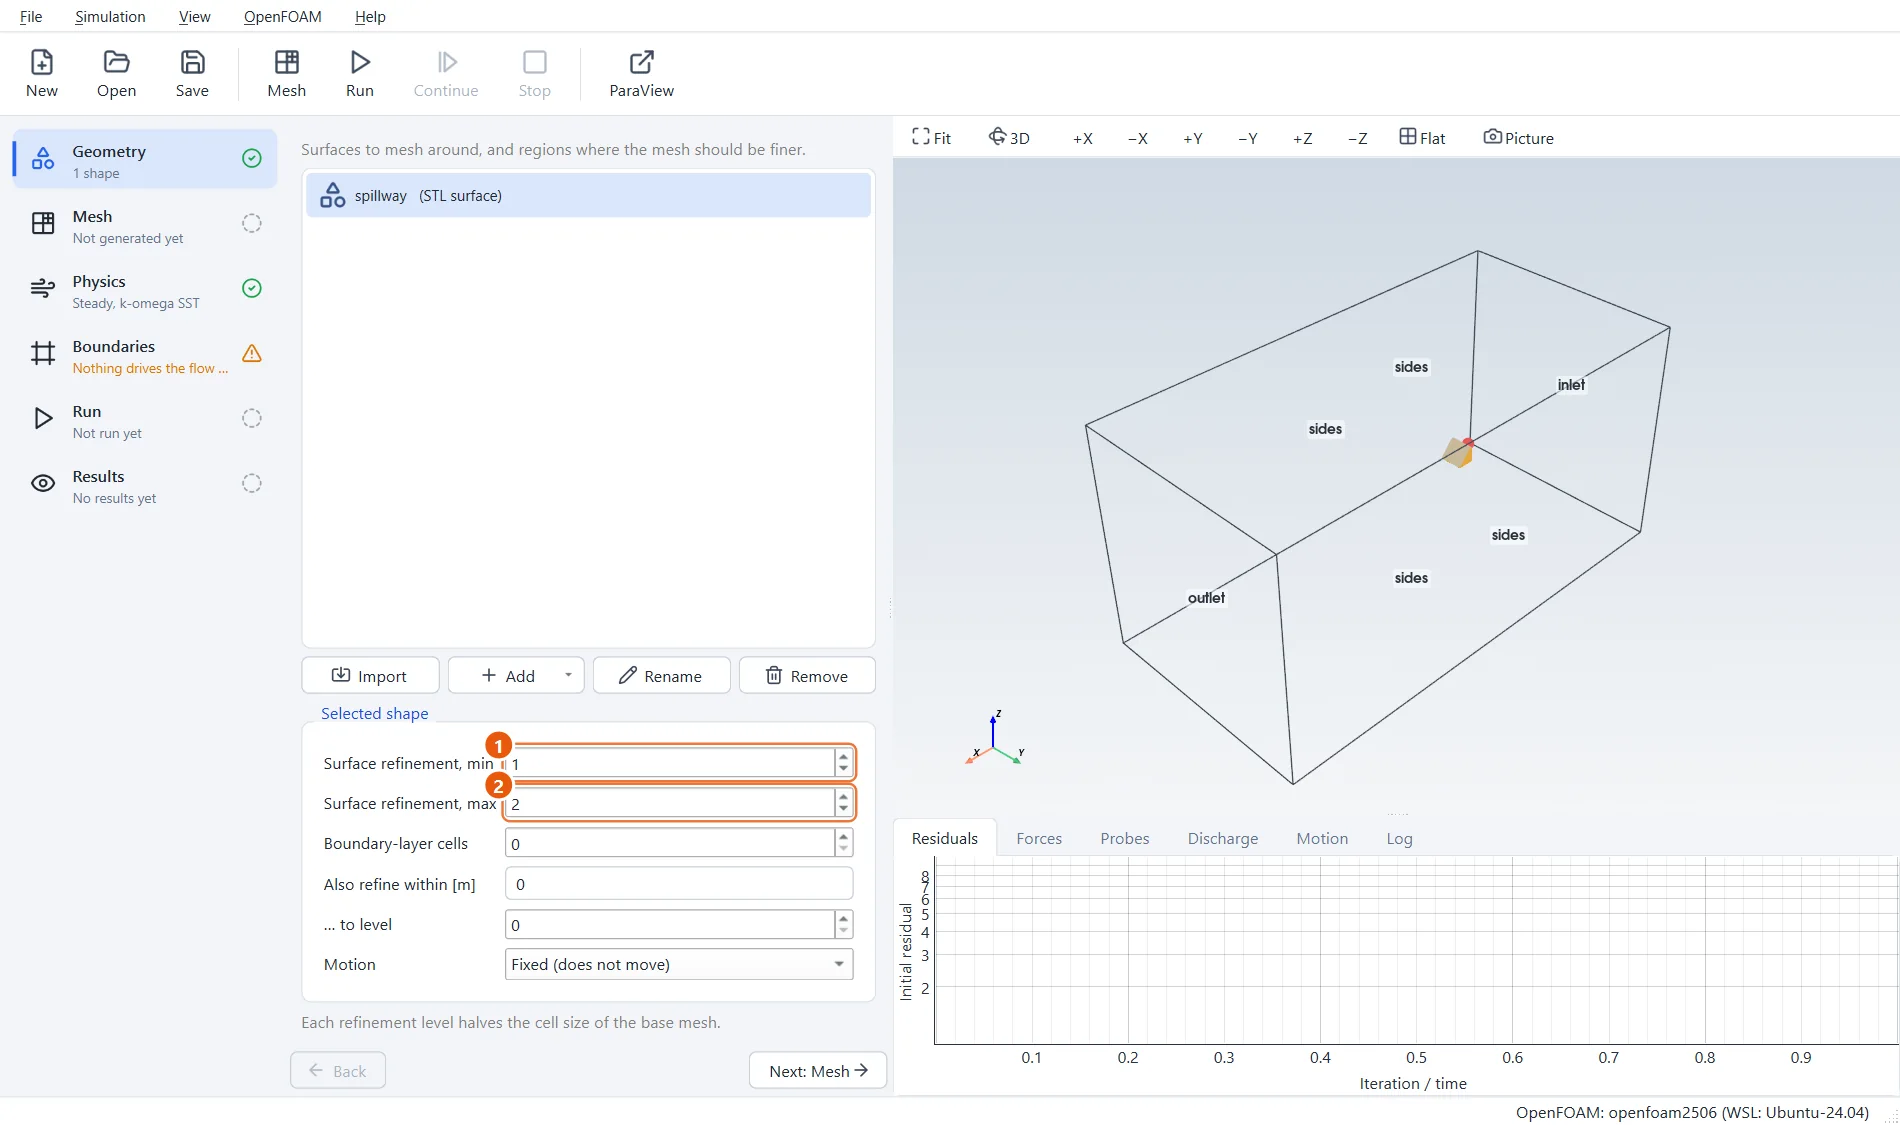 File Simulation View OpenFOAM Help
New Open Save Mesh Run Continue Stop ParaView
Geometry
1 shape
Mesh
Not generated yet
Physics
Steady, k-omega SST
Boundaries
Nothing drives the flow ...
Run
Not run yet
Results
No results yet
Surfaces to mesh around, and regions where the mesh should be finer.
spillway (STL surface)
Import Add Rename Remove
Selected shape
1
Surface refinement, min 1
2
Surface refinement, max 2
Boundary-layer cells 0
Also refine within [m] 0
... to level 0
Motion Fixed (does not move)
Each refinement level halves the cell size of the base mesh.
Back Next: Mesh
Fit 3D +X −X +Y −Y +Z −Z Flat Picture
sides
inlet
sides
sides
sides
outlet
Z
X Y
Residuals Forces Probes Discharge Motion Log
Initial residual
8
7
6
5
4
3
2
0.1 0.2 0.3 0.4 0.5 0.6 0.7 0.8 0.9
Iteration / time
OpenFOAM: openfoam2506 (WSL: Ubuntu-24.04)